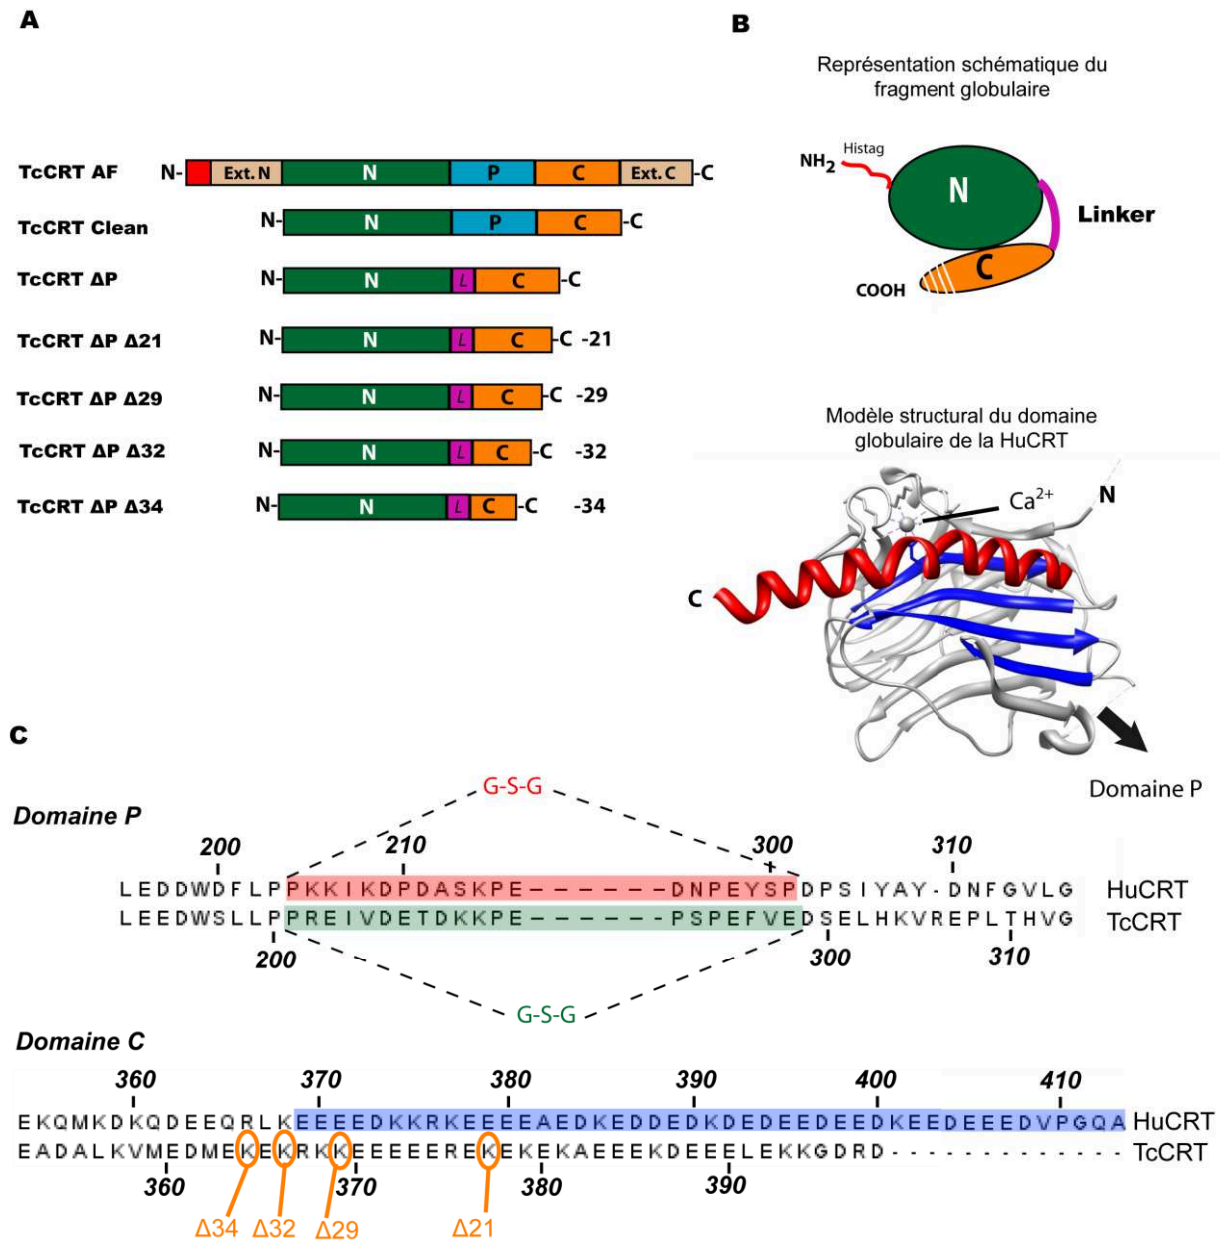 A
TcCRT AF N- Ext. N N P C Ext. C -C
TcCRT Clean N- N P C -C
TcCRT ΔP N- N L C -C
TcCRT ΔP Δ21 N- N L C -C -21
TcCRT ΔP Δ29 N- N L C -C -29
TcCRT ΔP Δ32 N- N L C -C -32
TcCRT ΔP Δ34 N- N L C -C -34
B
Représentation schématique du
fragment globulaire
NH2 Histag N Linker
C
COOH
Modèle structural du domaine
globulaire de la HuCRT
Ca2+ N
C
Domaine P
C
G-S-G
Domaine P
200 210 300 310
LEDDWDFLPPKKIKDPDASKPE------DNPEYSPDPSIYAY-DNFGVLG HuCRT
LEEDWSLLPPREIVDETDKKPE------PSPEFVEDSELHKVREPLTHVG TcCRT
200 300 310
G-S-G
Domaine C
360 370 380 390 400 410
EKQMKDKQDEEQRLKEEEEDKKRKEEEEAEDKEDDEDKDEDEEDEEDKEEDEEEDVPGQA HuCRT
EADALKVMEDMEKEKRKKEEEEEREKEKEKAEEEKDEEELEKKGDRD------------- TcCRT
360 370 380 390
Δ34 Δ32 Δ29 Δ21